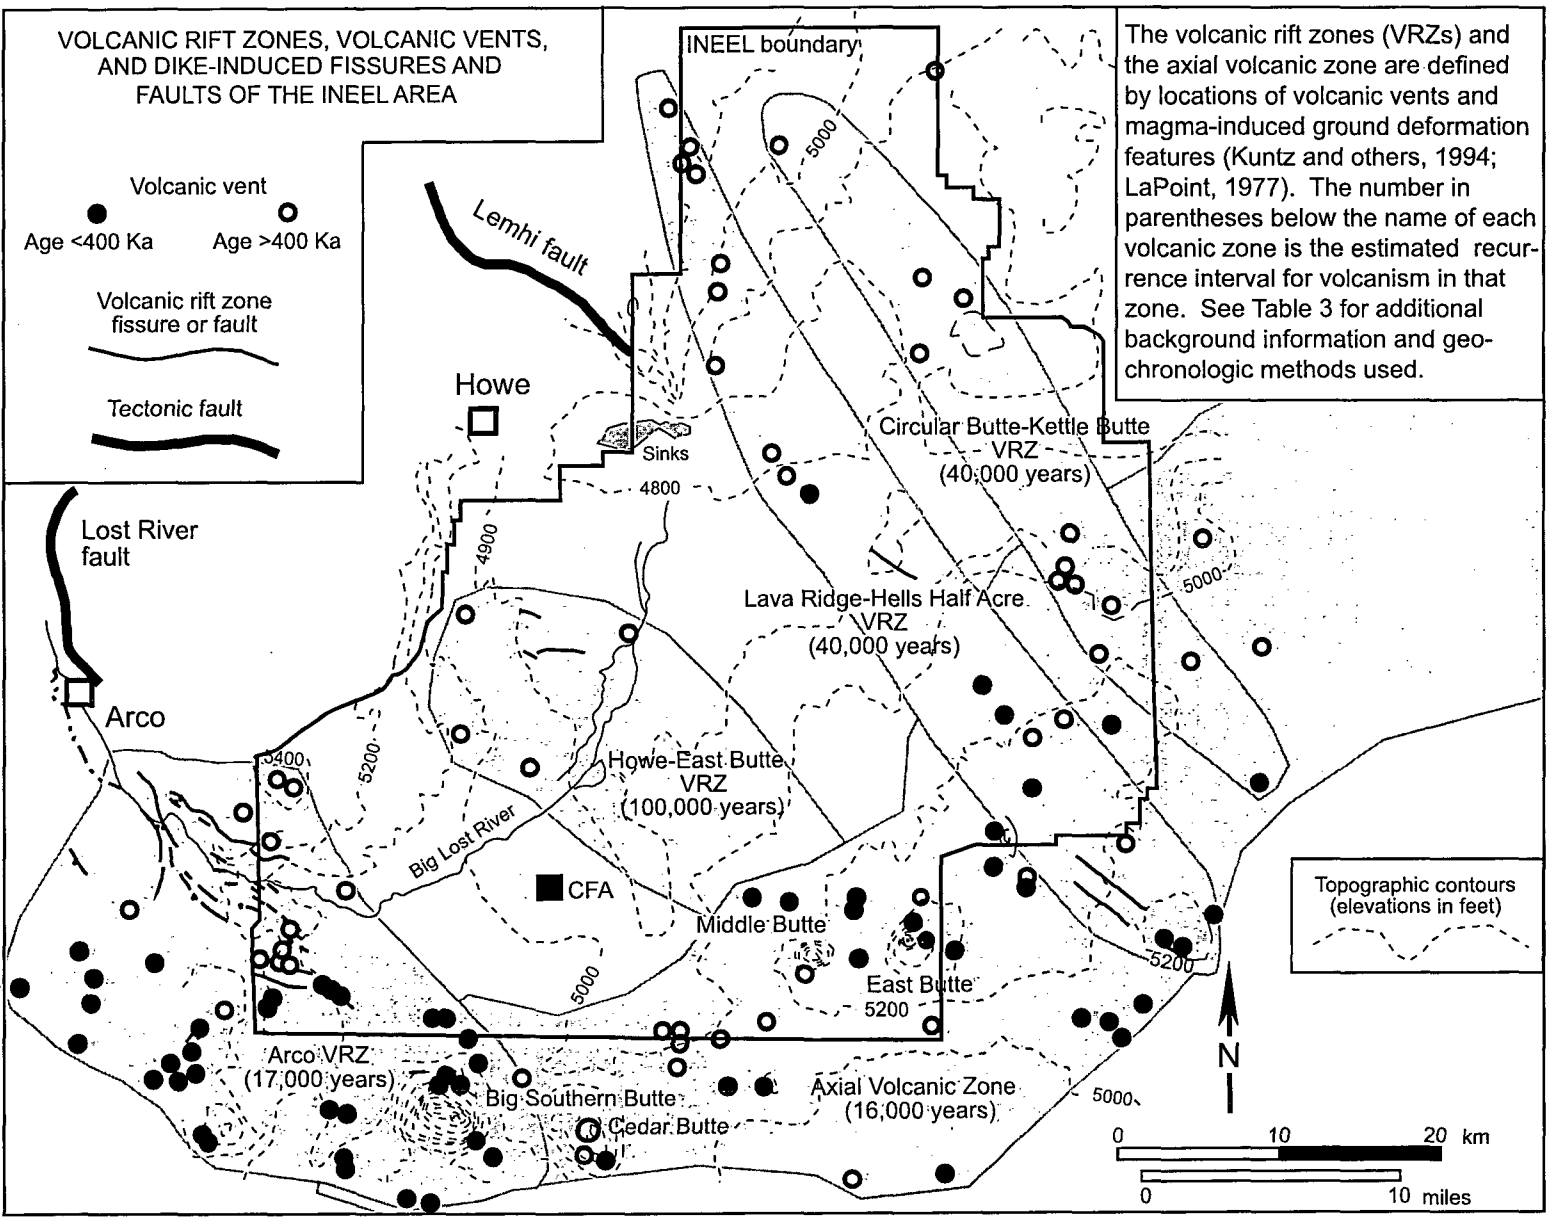 VOLCANIC RIFT ZONES, VOLCANIC VENTS,
AND DIKE-INDUCED FISSURES AND
FAULTS OF THE INEEL AREA
Volcanic vent
Age <400 Ka
Age >400 Ka
Volcanic rift zone
fissure or fault
Tectonic fault
The volcanic rift zones (VRZs) and
the axial volcanic zone are defined
by locations of volcanic vents and
magma-induced ground deformation
features (Kuntz and others, 1994;
LaPoint, 1977). The number in
parentheses below the name of each
volcanic zone is the estimated recur-
rence interval for volcanism in that
zone. See Table 3 for additional
background information and geo-
chronologic methods used.
INEEL boundary
5000
Lemhi fault
Howe
Sinks
4800
4900
Circular Butte-Kettle Butte
VRZ
(40,000 years)
Lost River
fault
5000
Lava Ridge-Hells Half Acre
VRZ
(40,000 years)
Arco
5400
5200
Howe-East Butte
VRZ
(100,000 years)
Big Lost River
CFA
Middle Butte
East Butte
5200
5200
5000
Topographic contours
(elevations in feet)
N
Arco VRZ
(17,000 years)
Big Southern Butte
Cedar Butte
Axial Volcanic Zone
(16,000 years)
5000
0 10 20 km
0 10 miles